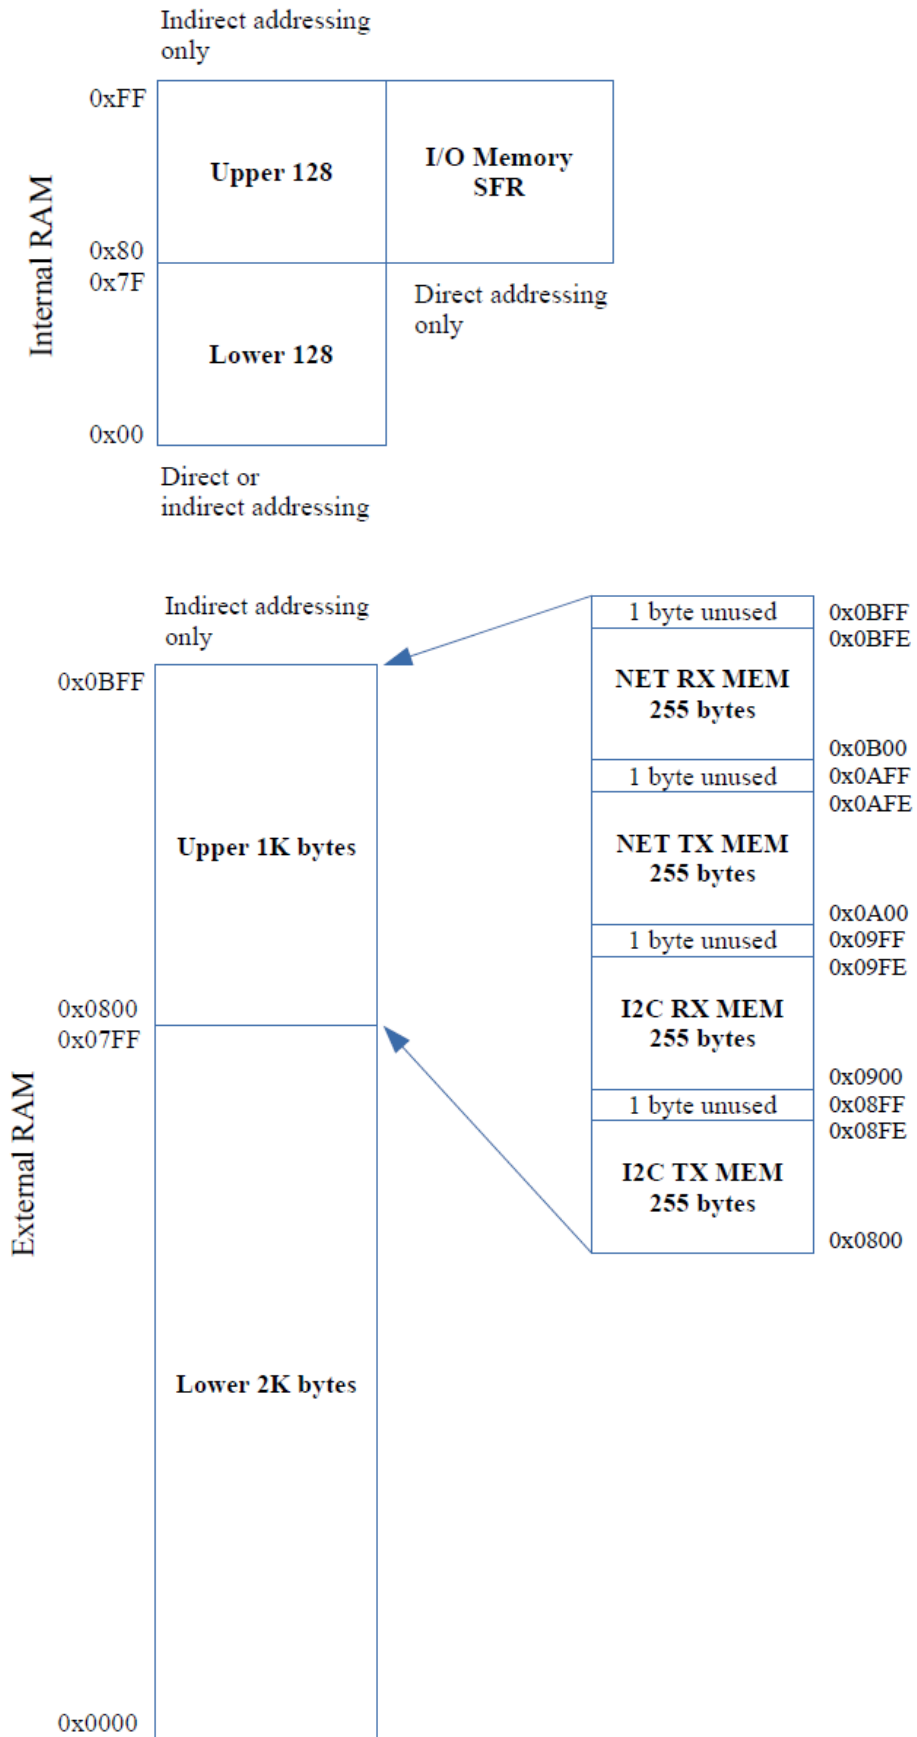 Indirect addressing
only
0xFF
Upper 128
I/O Memory
SFR
Internal RAM
0x80
0x7F
Direct addressing
only
Lower 128
0x00
Direct or
indirect addressing
Indirect addressing
only
0x0BFF
Upper 1K bytes
0x0800
0x07FF
External RAM
Lower 2K bytes
0x0000
1 byte unused
0x0BFF
0x0BFE
NET RX MEM
255 bytes
0x0B00
1 byte unused
0x0AFF
0x0AFE
NET TX MEM
255 bytes
0x0A00
1 byte unused
0x09FF
0x09FE
I2C RX MEM
255 bytes
0x0900
1 byte unused
0x08FF
0x08FE
I2C TX MEM
255 bytes
0x0800